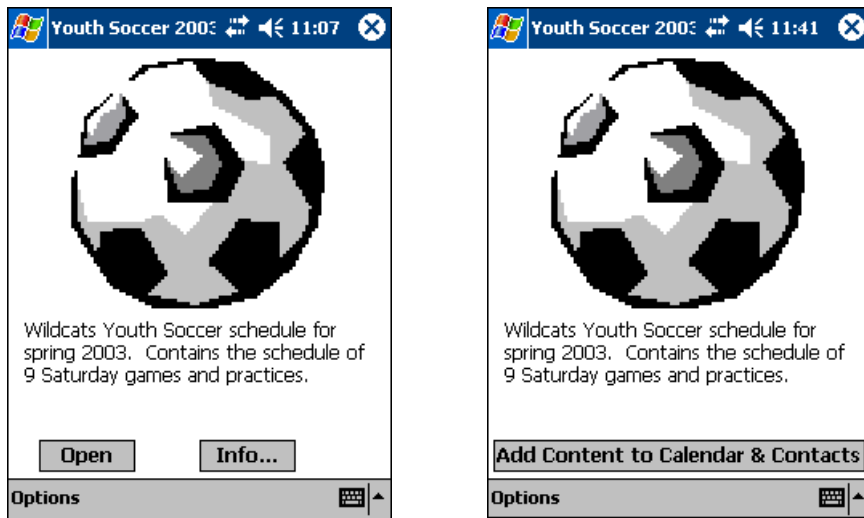 Youth Soccer 2003 11:07
Wildcats Youth Soccer schedule for
spring 2003. Contains the schedule of
9 Saturday games and practices.
Open Info...
Options
Youth Soccer 2003 11:41
Wildcats Youth Soccer schedule for
spring 2003. Contains the schedule of
9 Saturday games and practices.
Add Content to Calendar & Contacts
Options